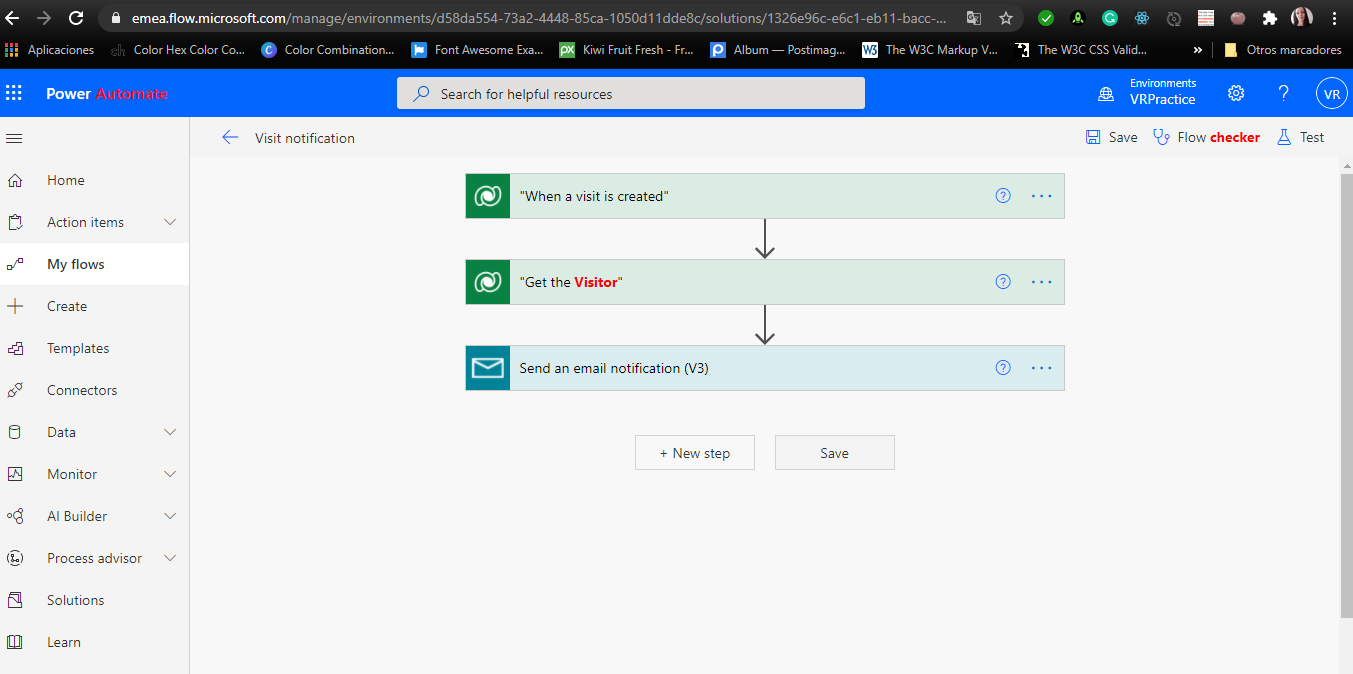 emea.flow.microsoft.com/manage/environments/d58da554-73a2-4448-85ca-1050d11dde8c/solutions/1326e96c-e6c1-eb11-bacc-...
Aplicaciones
ch Color Hex Color Co...
C Color Combination...
Font Awesome Exa...
px Kiwi Fruit Fresh - Fr...
P Album — Postimag...
W3 The W3C Markup V...
The W3C CSS Valid...
»
Otros marcadores
Power Automate
Search for helpful resources
Environments
VRPractice
?
VR
Visit notification
Save
Flow checker
Test
Home
Action items
My flows
Create
Templates
Connectors
Data
Monitor
AI Builder
Process advisor
Solutions
Learn
"When a visit is created"
? ...
"Get the Visitor"
? ...
Send an email notification (V3)
? ...
+ New step
Save